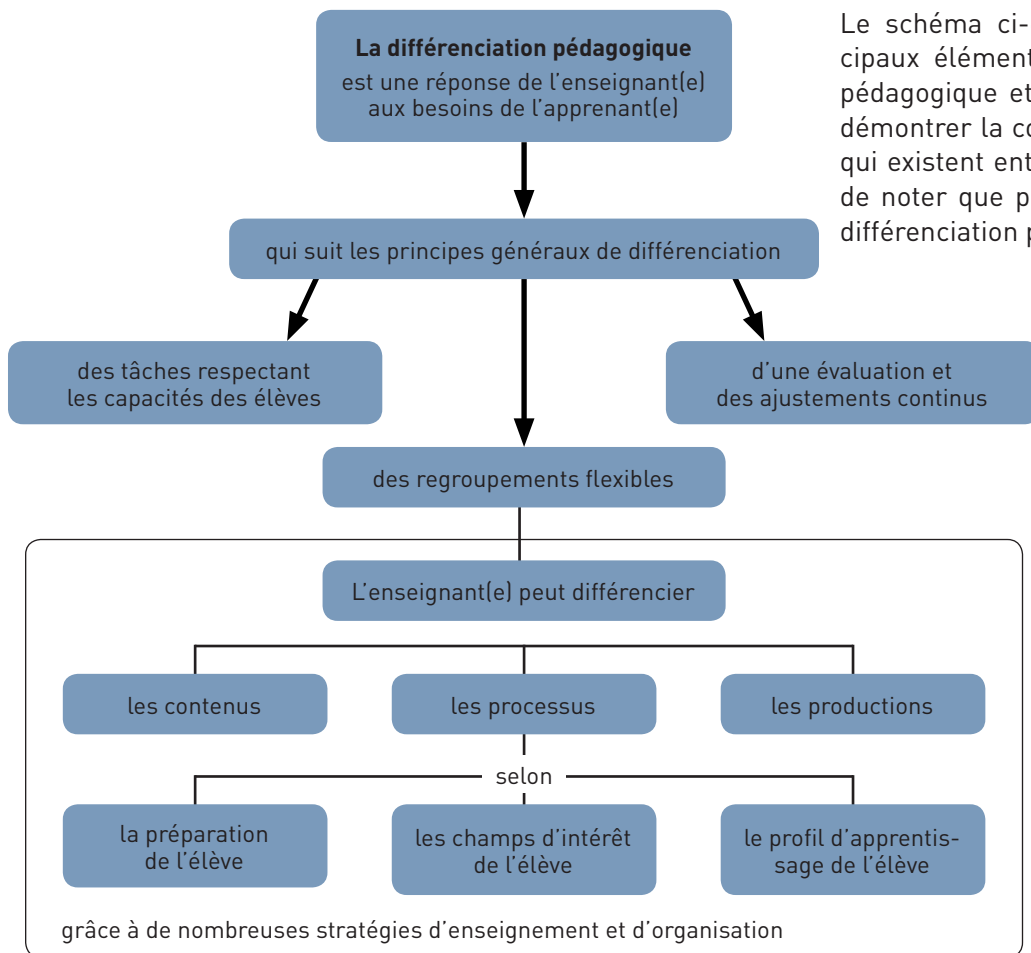 La différenciation pédagogique
est une réponse de l'enseignant(e)
aux besoins de l'apprenant(e)
qui suit les principes généraux de différenciation
des tâches respectant
les capacités des élèves
d'une évaluation et
des ajustements continus
des regroupements flexibles
L'enseignant(e) peut différencier
les contenus
les processus
les productions
selon
la préparation
de l'élève
les champs d'intérêt
de l'élève
le profil d'apprentis-
sage de l'élève
grâce à de nombreuses stratégies d'enseignement et d'organisation
Le schéma ci-
cipaux élément
pédagogique et
démontrer la co
qui existent ent
de noter que p
différenciation p